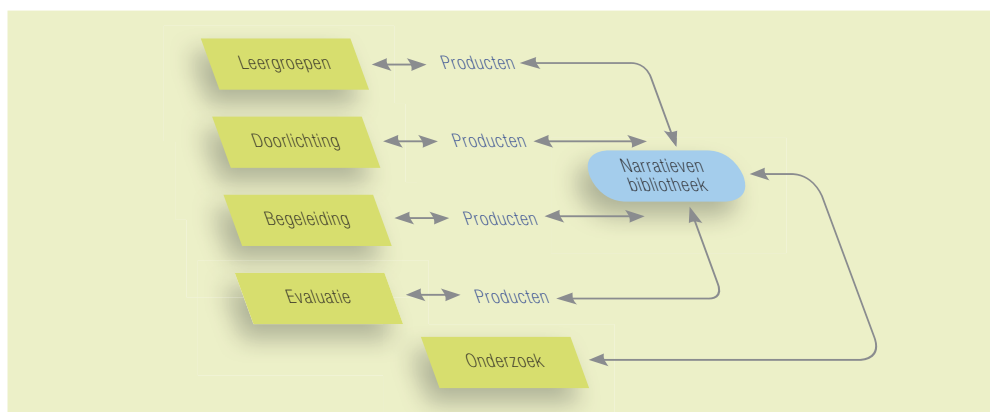 Leergroepen
Producten
Doorlichting
Producten
Narratieven
bibliotheek
Begeleiding
Producten
Evaluatie
Producten
Onderzoek